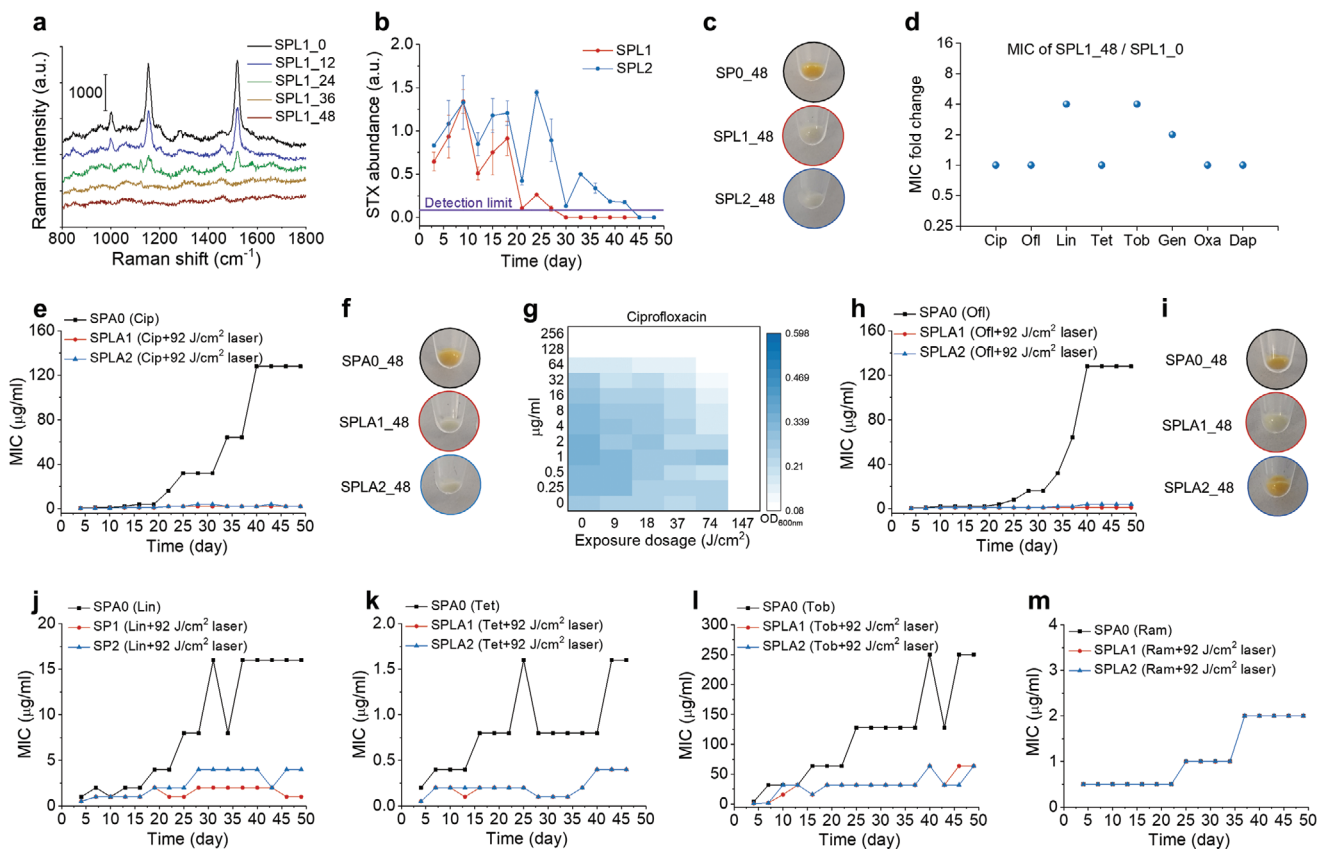 a
SPL1_0
SPL1_12
SPL1_24
SPL1_36
SPL1_48
1000
Raman intensity (a.u.)
800 1000 1200 1400 1600 1800
Raman shift (cm-1)
b
SPL1
SPL2
STX abundance (a.u.)
2.0
1.5
1.0
0.5
0.0
Detection limit
0 5 10 15 20 25 30 35 40 45 50
Time (day)
c
SP0_48
SPL1_48
SPL2_48
d
MIC of SPL1_48 / SPL1_0
MIC fold change
16
8
4
2
1
0.5
0.25
Cip Ofl Lin Tet Tob Gen Oxa Dap
e
SPA0 (Cip)
SPLA1 (Cip+92 J/cm2 laser)
SPLA2 (Cip+92 J/cm2 laser)
MIC (μg/ml)
160
120
80
40
0
0 5 10 15 20 25 30 35 40 45 50
Time (day)
f
SPA0_48
SPLA1_48
SPLA2_48
g
Ciprofloxacin
μg/ml
256
128
64
32
16
8
4
2
1
0.5
0.25
0
0 9 18 37 74 147
Exposure dosage (J/cm2)
0.598
0.469
0.339
0.21
0.08
OD600nm
h
SPA0 (Ofl)
SPLA1 (Ofl+92 J/cm2 laser)
SPLA2 (Ofl+92 J/cm2 laser)
MIC (μg/ml)
160
120
80
40
0
0 5 10 15 20 25 30 35 40 45 50
Time (day)
i
SPA0_48
SPLA1_48
SPLA2_48
j
SPA0 (Lin)
SP1 (Lin+92 J/cm2 laser)
SP2 (Lin+92 J/cm2 laser)
MIC (μg/ml)
20
15
10
5
0
0 5 10 15 20 25 30 35 40 45 50
Time (day)
k
SPA0 (Tet)
SPLA1 (Tet+92 J/cm2 laser)
SPLA2 (Tet+92 J/cm2 laser)
MIC (μg/ml)
2.0
1.6
1.2
0.8
0.4
0.0
0 5 10 15 20 25 30 35 40 45 50
Time (day)
l
SPA0 (Tob)
SPLA1 (Tob+92 J/cm2 laser)
SPLA2 (Tob+92 J/cm2 laser)
MIC (μg/ml)
300
250
200
150
100
50
0
0 5 10 15 20 25 30 35 40 45 50
Time (day)
m
SPA0 (Ram)
SPLA1 (Ram+92 J/cm2 laser)
SPLA2 (Ram+92 J/cm2 laser)
MIC (μg/ml)
4
3
2
1
0
0 5 10 15 20 25 30 35 40 45 50
Time (day)